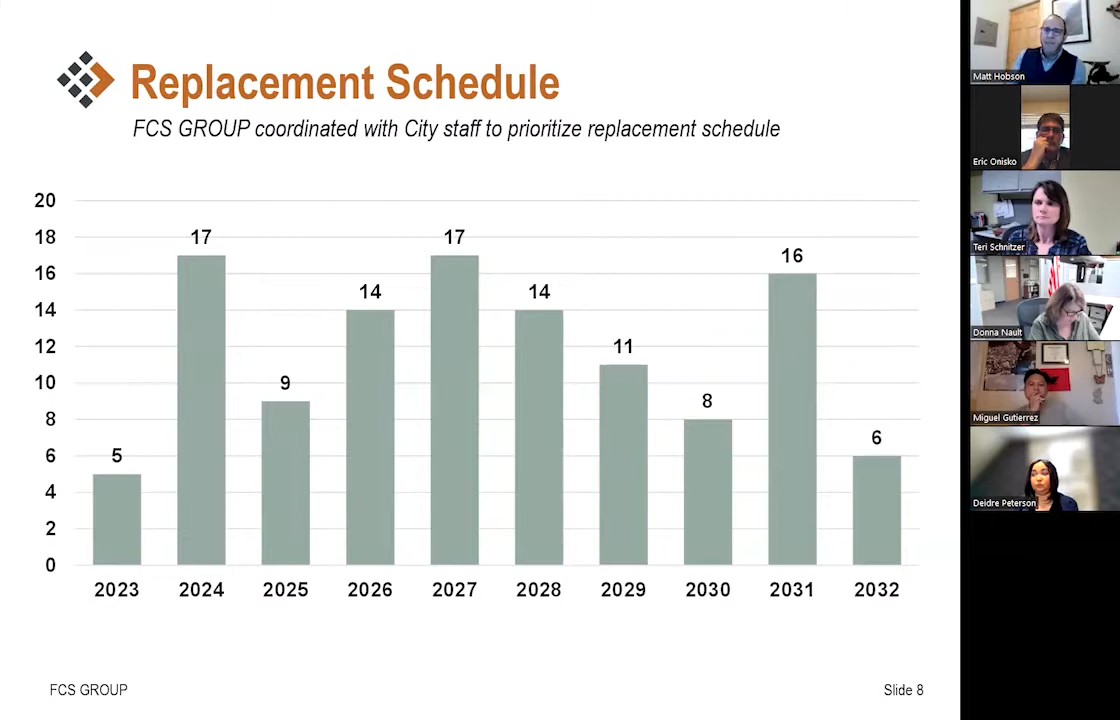 Replacement Schedule
FCS GROUP coordinated with City staff to prioritize replacement schedule
20
18
16
14
12
10
8
6
4
2
0
5
17
9
14
17
14
11
8
16
6
2023 2024 2025 2026 2027 2028 2029 2030 2031 2032
FCS GROUP
Slide 8
Matt Hobson
Eric Onisko
Teri Schnitzer
Donna Nault
Miguel Gutierrez
Deidre Peterson